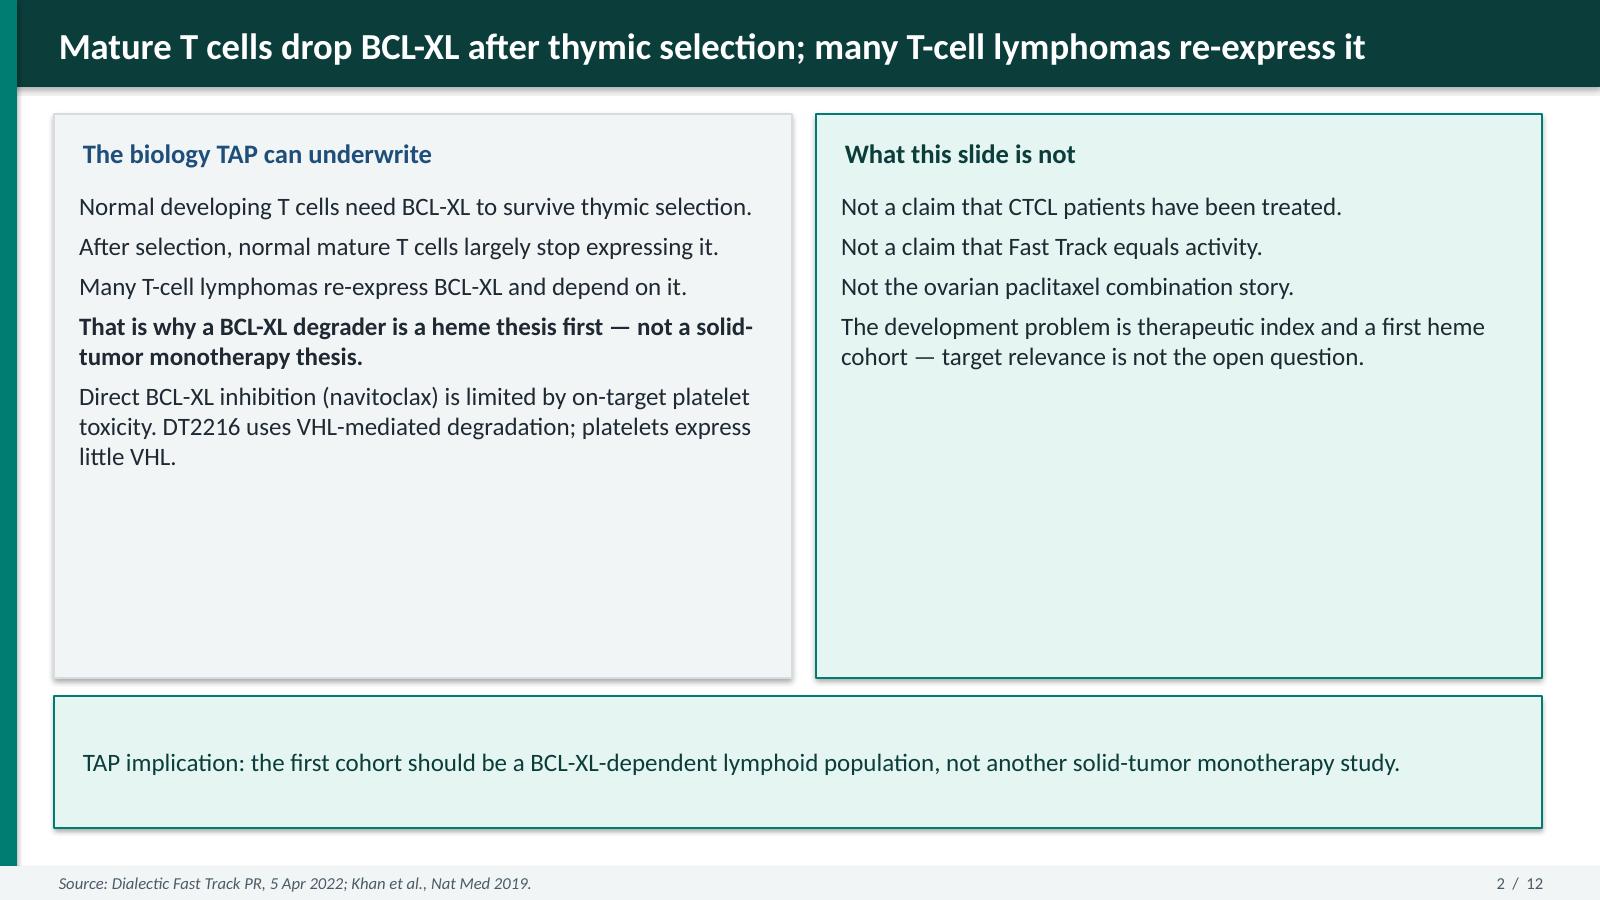 Mature T cells drop BCL-XL after thymic selection; many T-cell lymphomas re-express it
The biology TAP can underwrite
Normal developing T cells need BCL-XL to survive thymic selection.
After selection, normal mature T cells largely stop expressing it.
Many T-cell lymphomas re-express BCL-XL and depend on it.
That is why a BCL-XL degrader is a heme thesis first — not a solid-
tumor monotherapy thesis.
Direct BCL-XL inhibition (navitoclax) is limited by on-target platelet
toxicity. DT2216 uses VHL-mediated degradation; platelets express
little VHL.
What this slide is not
Not a claim that CTCL patients have been treated.
Not a claim that Fast Track equals activity.
Not the ovarian paclitaxel combination story.
The development problem is therapeutic index and a first heme
cohort — target relevance is not the open question.
TAP implication: the first cohort should be a BCL-XL-dependent lymphoid population, not another solid-tumor monotherapy study.
Source: Dialectic Fast Track PR, 5 Apr 2022; Khan et al., Nat Med 2019.
2 / 12